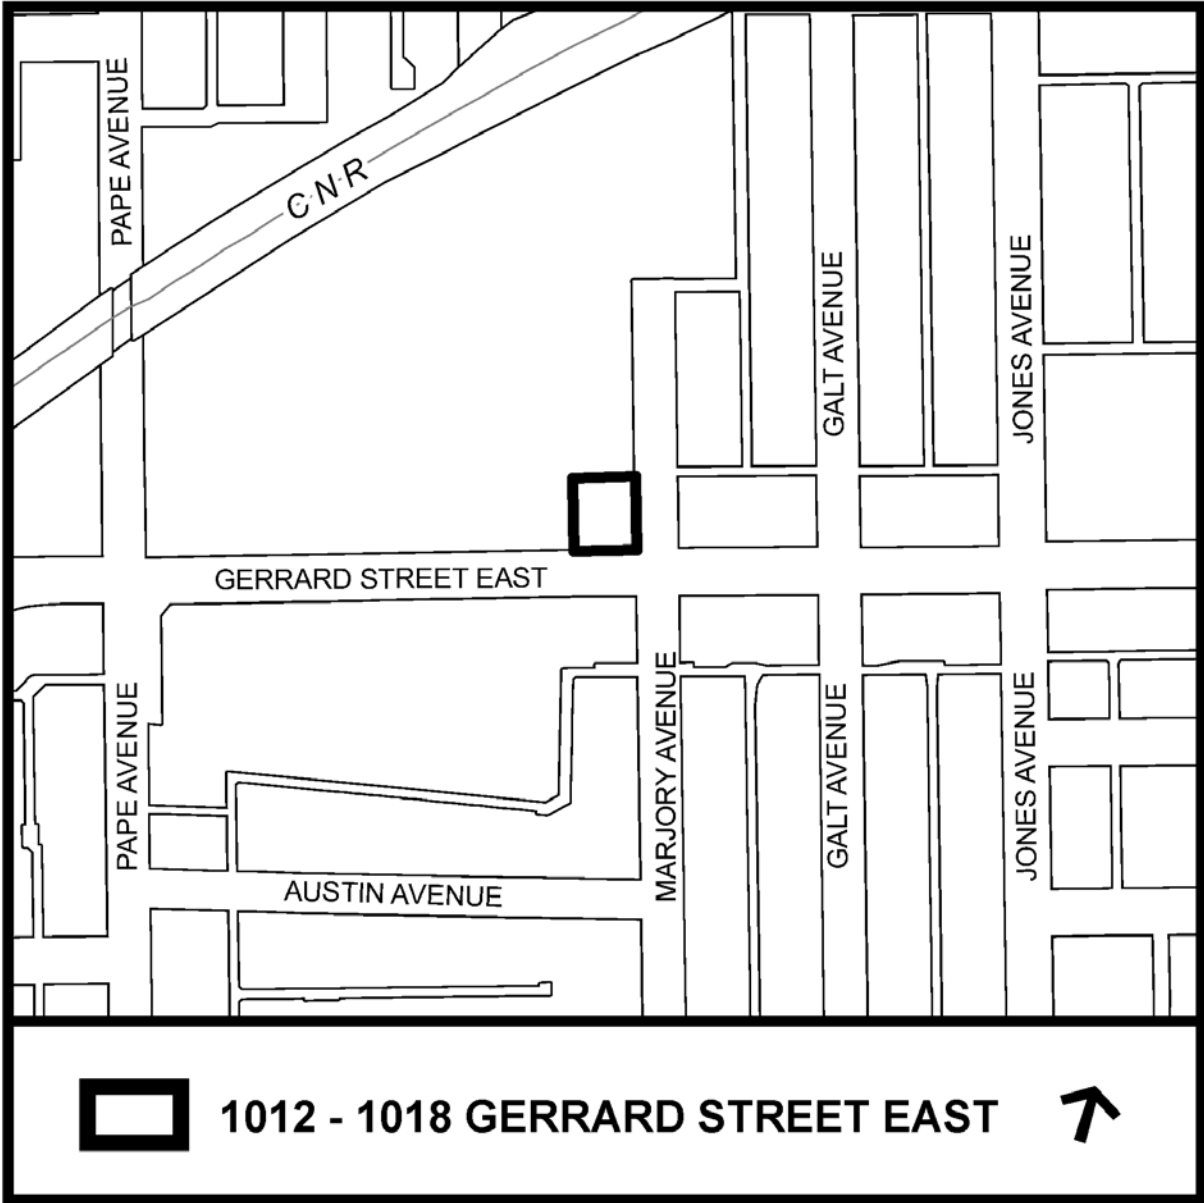 PAPE AVENUE
C N R
GALT AVENUE
JONES AVENUE
GERRARD STREET EAST
PAPE AVENUE
MARJORY AVENUE
GALT AVENUE
JONES AVENUE
AUSTIN AVENUE
1012 - 1018 GERRARD STREET EAST